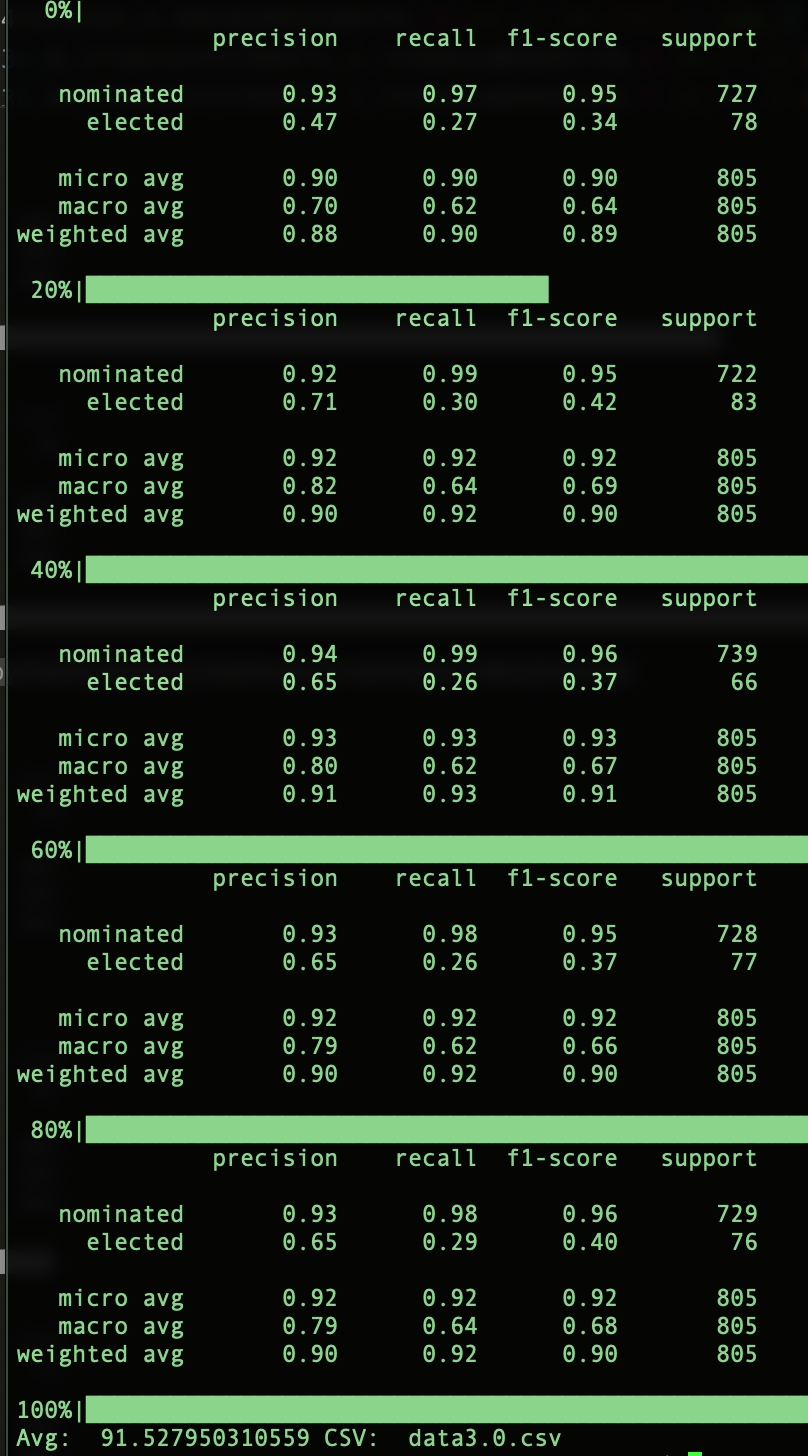 0%|
precision recall f1-score support
nominated 0.93 0.97 0.95 727
elected 0.47 0.27 0.34 78
micro avg 0.90 0.90 0.90 805
macro avg 0.70 0.62 0.64 805
weighted avg 0.88 0.90 0.89 805
20%|
precision recall f1-score support
nominated 0.92 0.99 0.95 722
elected 0.71 0.30 0.42 83
micro avg 0.92 0.92 0.92 805
macro avg 0.82 0.64 0.69 805
weighted avg 0.90 0.92 0.90 805
40%|
precision recall f1-score support
nominated 0.94 0.99 0.96 739
elected 0.65 0.26 0.37 66
micro avg 0.93 0.93 0.93 805
macro avg 0.80 0.62 0.67 805
weighted avg 0.91 0.93 0.91 805
60%|
precision recall f1-score support
nominated 0.93 0.98 0.95 728
elected 0.65 0.26 0.37 77
micro avg 0.92 0.92 0.92 805
macro avg 0.79 0.62 0.66 805
weighted avg 0.90 0.92 0.90 805
80%|
precision recall f1-score support
nominated 0.93 0.98 0.96 729
elected 0.65 0.29 0.40 76
micro avg 0.92 0.92 0.92 805
macro avg 0.79 0.64 0.68 805
weighted avg 0.90 0.92 0.90 805
100%|
Avg: 91.527950310559 CSV: data3.0.csv